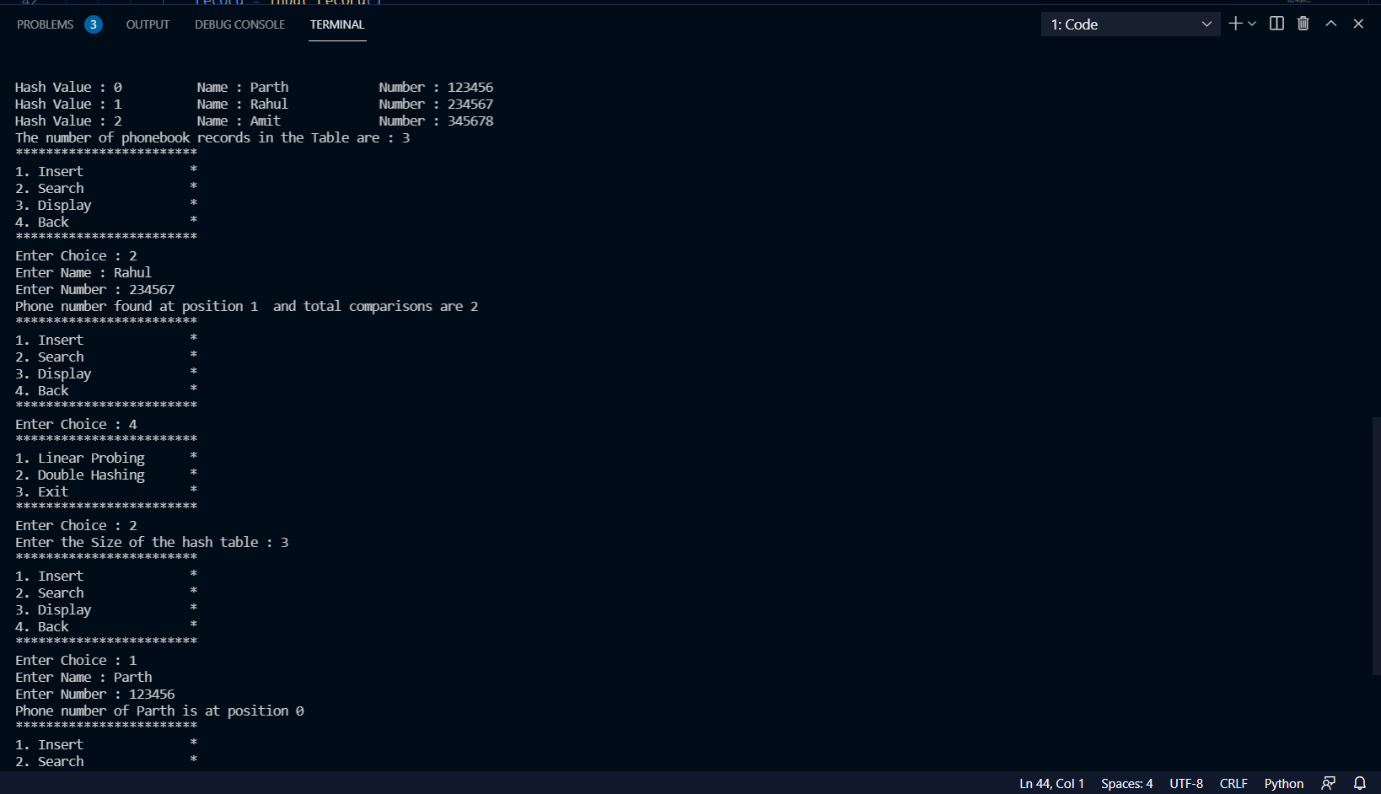 record = input_record()
PROBLEMS 3 OUTPUT DEBUG CONSOLE TERMINAL 1: Code
Hash Value : 0 Name : Parth Number : 123456
Hash Value : 1 Name : Rahul Number : 234567
Hash Value : 2 Name : Amit Number : 345678
The number of phonebook records in the Table are : 3
************************
1. Insert *
2. Search *
3. Display *
4. Back *
************************
Enter Choice : 2
Enter Name : Rahul
Enter Number : 234567
Phone number found at position 1  and total comparisons are 2
************************
1. Insert *
2. Search *
3. Display *
4. Back *
************************
Enter Choice : 4
************************
1. Linear Probing *
2. Double Hashing *
3. Exit *
************************
Enter Choice : 2
Enter the Size of the hash table : 3
************************
1. Insert *
2. Search *
3. Display *
4. Back *
************************
Enter Choice : 1
Enter Name : Parth
Enter Number : 123456
Phone number of Parth is at position 0
************************
1. Insert *
2. Search *
Ln 44, Col 1 Spaces: 4 UTF-8 CRLF Python